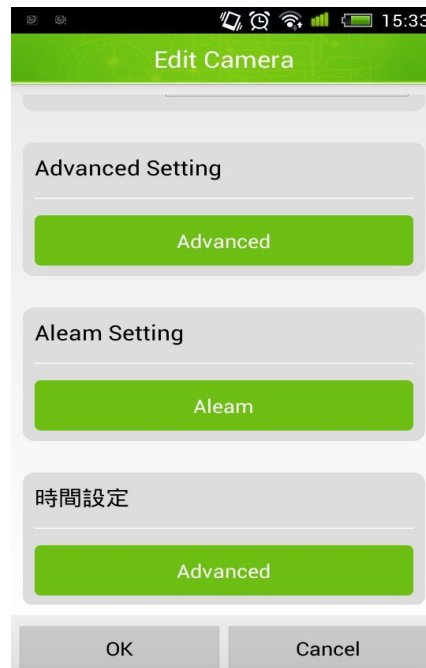 15:33
Edit Camera
Advanced Setting
Advanced
Aleam Setting
Aleam
時間設定
Advanced
OK
Cancel